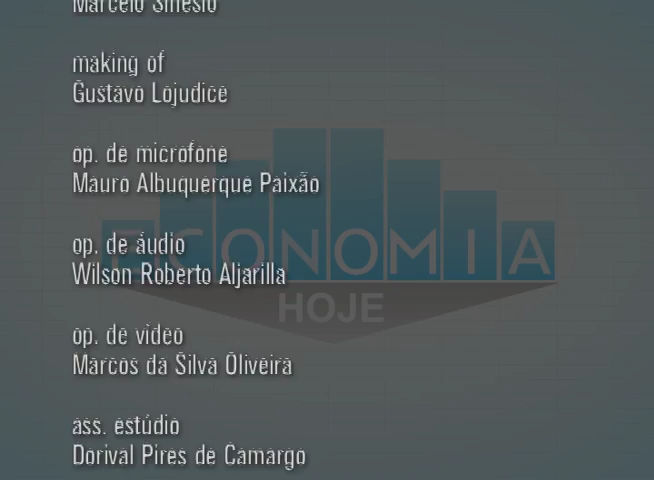 Marcelo Sinésio
making of
Gustavo Lojudice
op. de microfone
Mauro Albuquerque Paixão
op. de áudio
Wilson Roberto Aljarilla
ECONOMIA
HOJE
op. de vídeo
Marcos da Silva Oliveira
ass. estúdio
Dorival Pires de Camargo